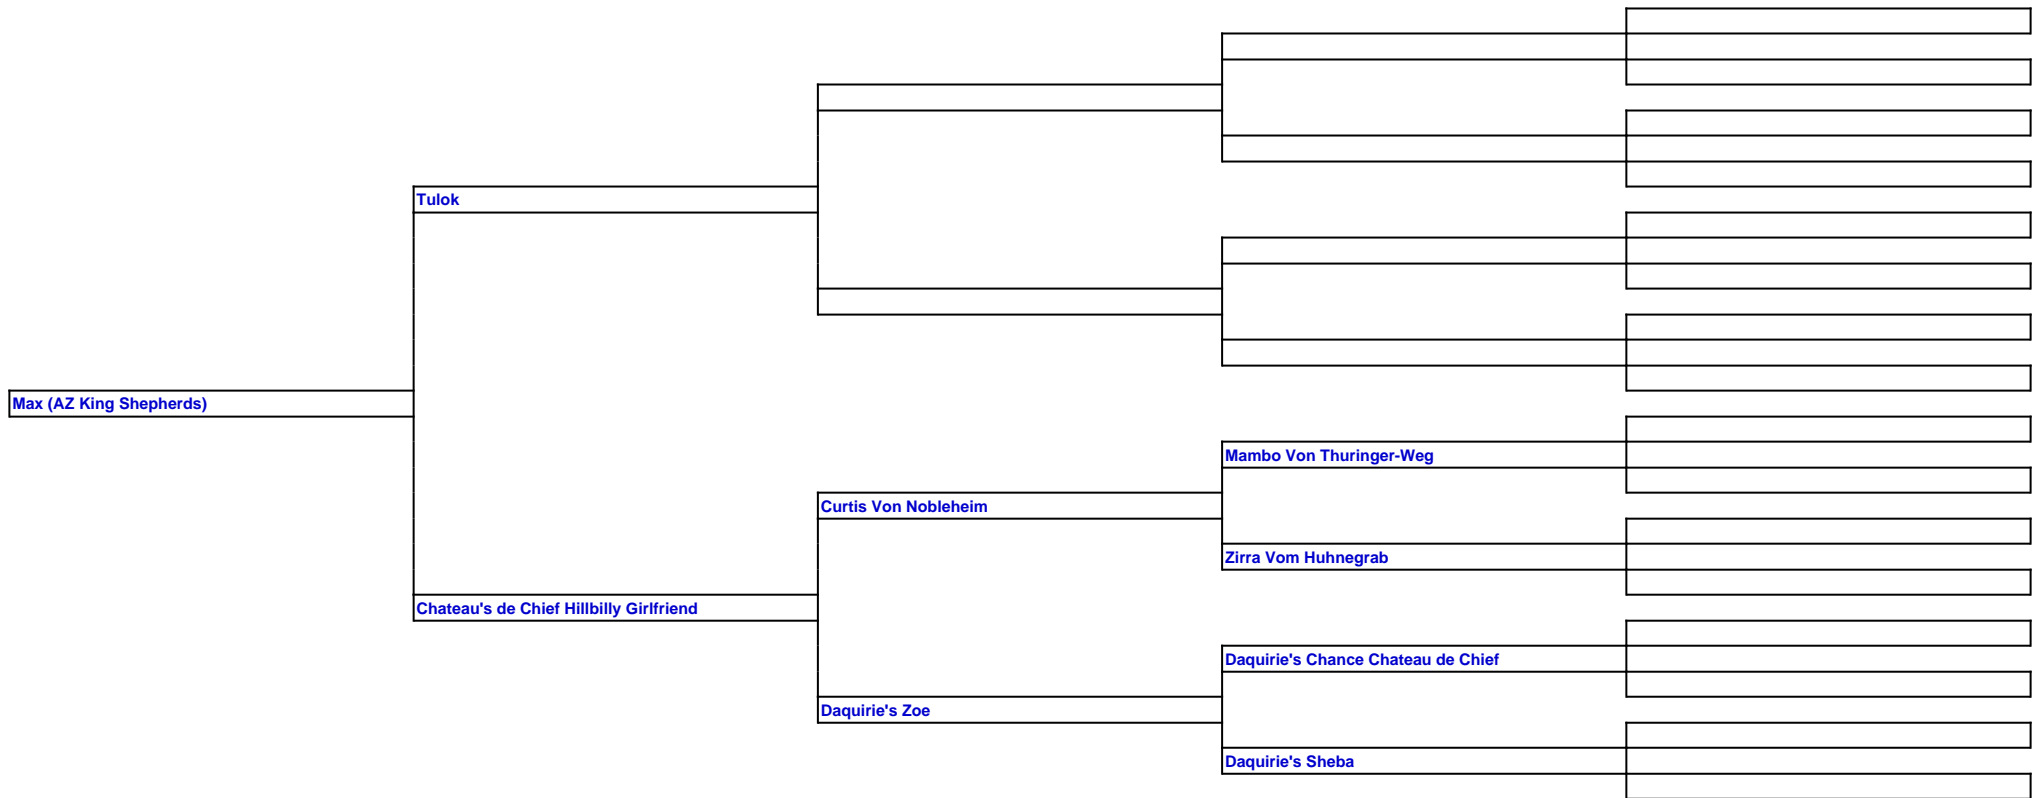 Tulok
Max (AZ King Shepherds)
Mambo Von Thuringer-Weg
Curtis Von Nobleheim
Zirra Vom Huhnegrab
Chateau's de Chief Hillbilly Girlfriend
Daquirie's Chance Chateau de Chief
Daquirie's Zoe
Daquirie's Sheba